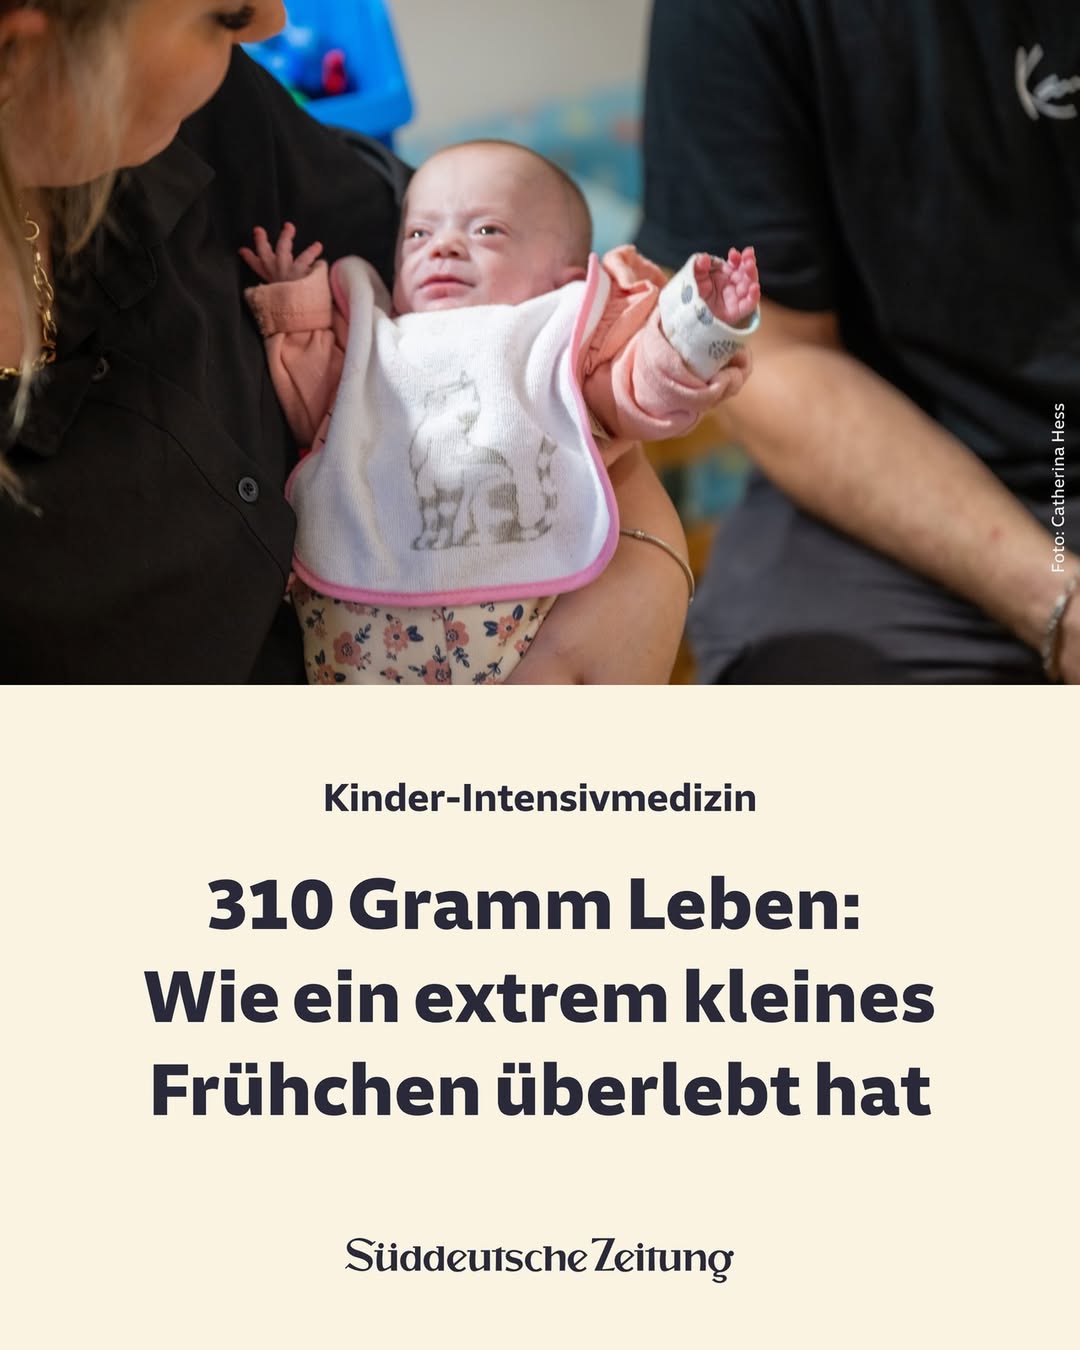 Foto: Catherina Hess
Kinder-Intensivmedizin
310 Gramm Leben:
Wie ein extrem kleines
Frühchen überlebt hat
Süddeutsche Zeitung